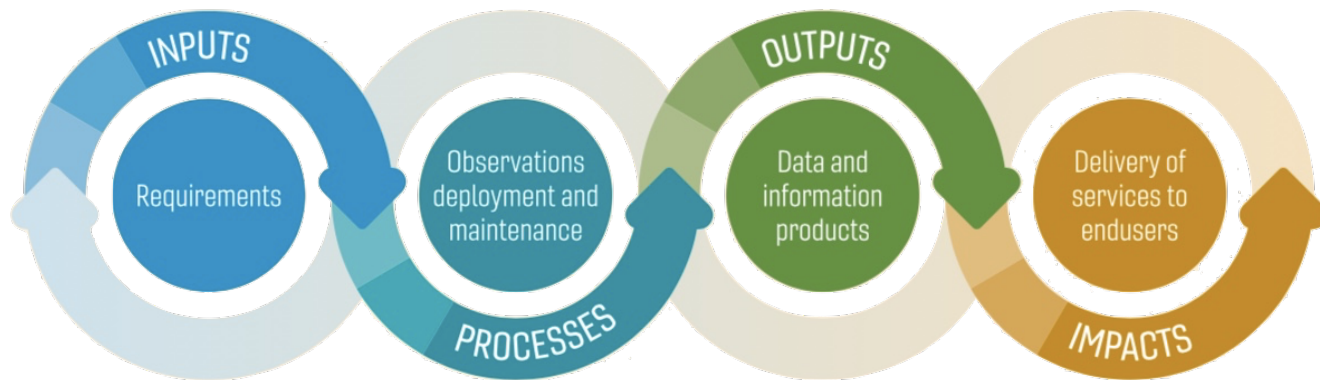 INPUTS
Requirements
Observations
deployment and
maintenance
PROCESSES
OUTPUTS
Data and
information
products
Delivery of
services to
endusers
IMPACTS